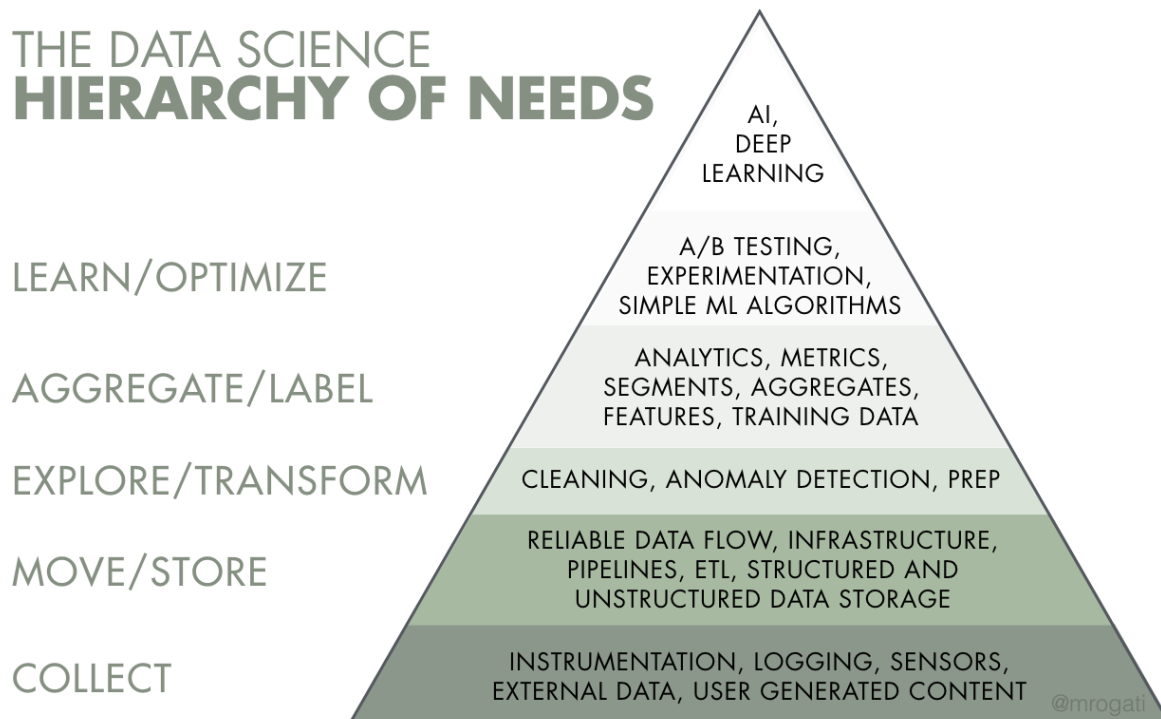 THE DATA SCIENCE
HIERARCHY OF NEEDS
AI,
DEEP
LEARNING
LEARN/OPTIMIZE
A/B TESTING,
EXPERIMENTATION,
SIMPLE ML ALGORITHMS
AGGREGATE/LABEL
ANALYTICS, METRICS,
SEGMENTS, AGGREGATES,
FEATURES, TRAINING DATA
EXPLORE/TRANSFORM
CLEANING, ANOMALY DETECTION, PREP
MOVE/STORE
RELIABLE DATA FLOW, INFRASTRUCTURE,
PIPELINES, ETL, STRUCTURED AND
UNSTRUCTURED DATA STORAGE
COLLECT
INSTRUMENTATION, LOGGING, SENSORS,
EXTERNAL DATA, USER GENERATED CONTENT
@mrogati